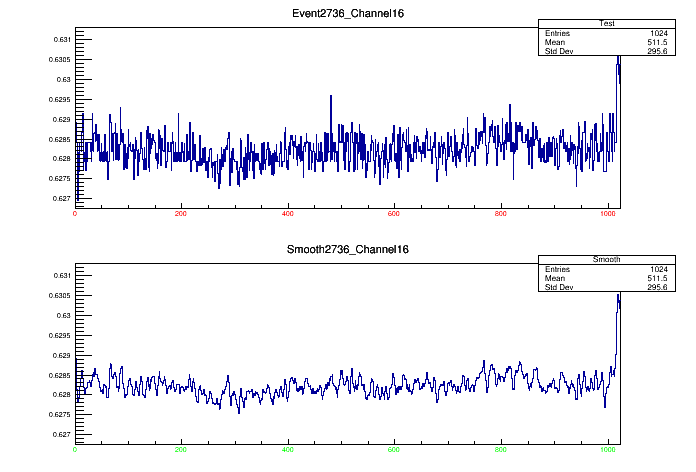 Event2736_Channel16
Test
Entries 1024
Mean 511.5
Std Dev 295.6
0.631
0.6305
0.63
0.6295
0.629
0.6285
0.628
0.6275
0.627
0 200 400 600 800 1000
Smooth2736_Channel16
Smooth
Entries 1024
Mean 511.5
Std Dev 295.6
0.631
0.6305
0.63
0.6295
0.629
0.6285
0.628
0.6275
0.627
0 200 400 600 800 1000